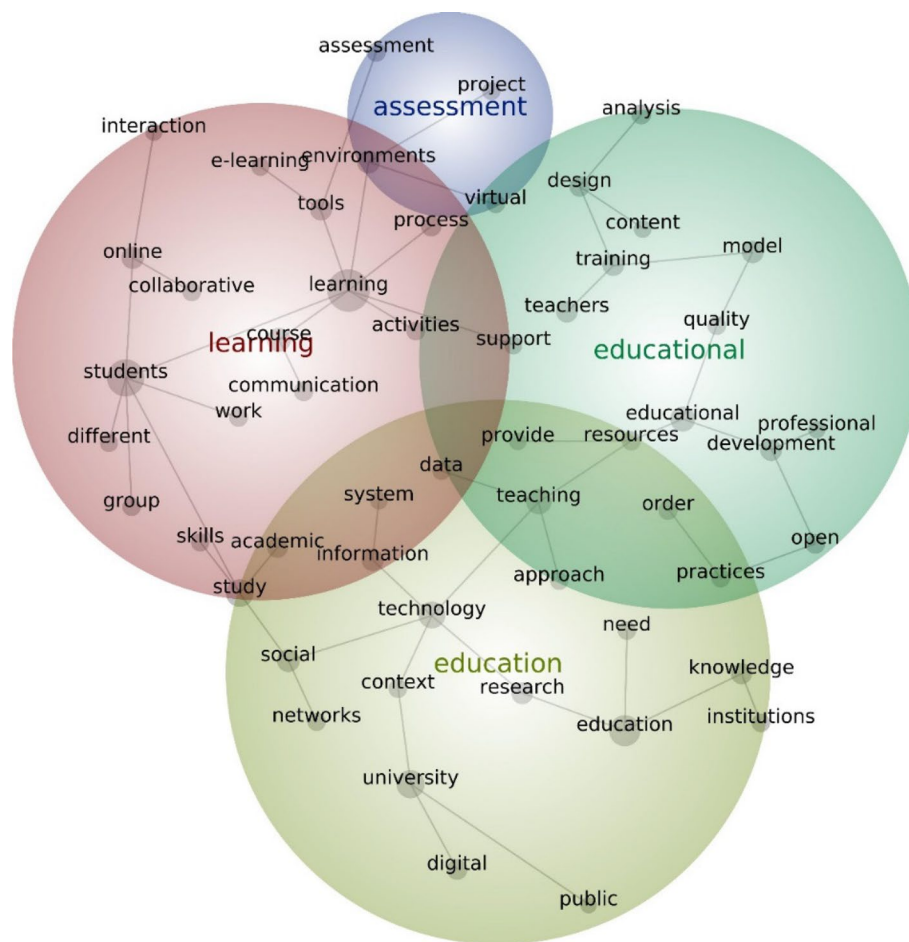 assessment
project
assessment
analysis
interaction
e-learning
environments
design
tools
virtual
process
content
online
model
training
collaborative
learning
teachers
quality
activities
course
support
learning
educational
students
communication
work
educational
professional
different
provide
resources
development
data
system
teaching
group
order
skills
academic
open
information
approach
practices
study
technology
need
social
education
knowledge
context
research
networks
education
institutions
university
digital
public